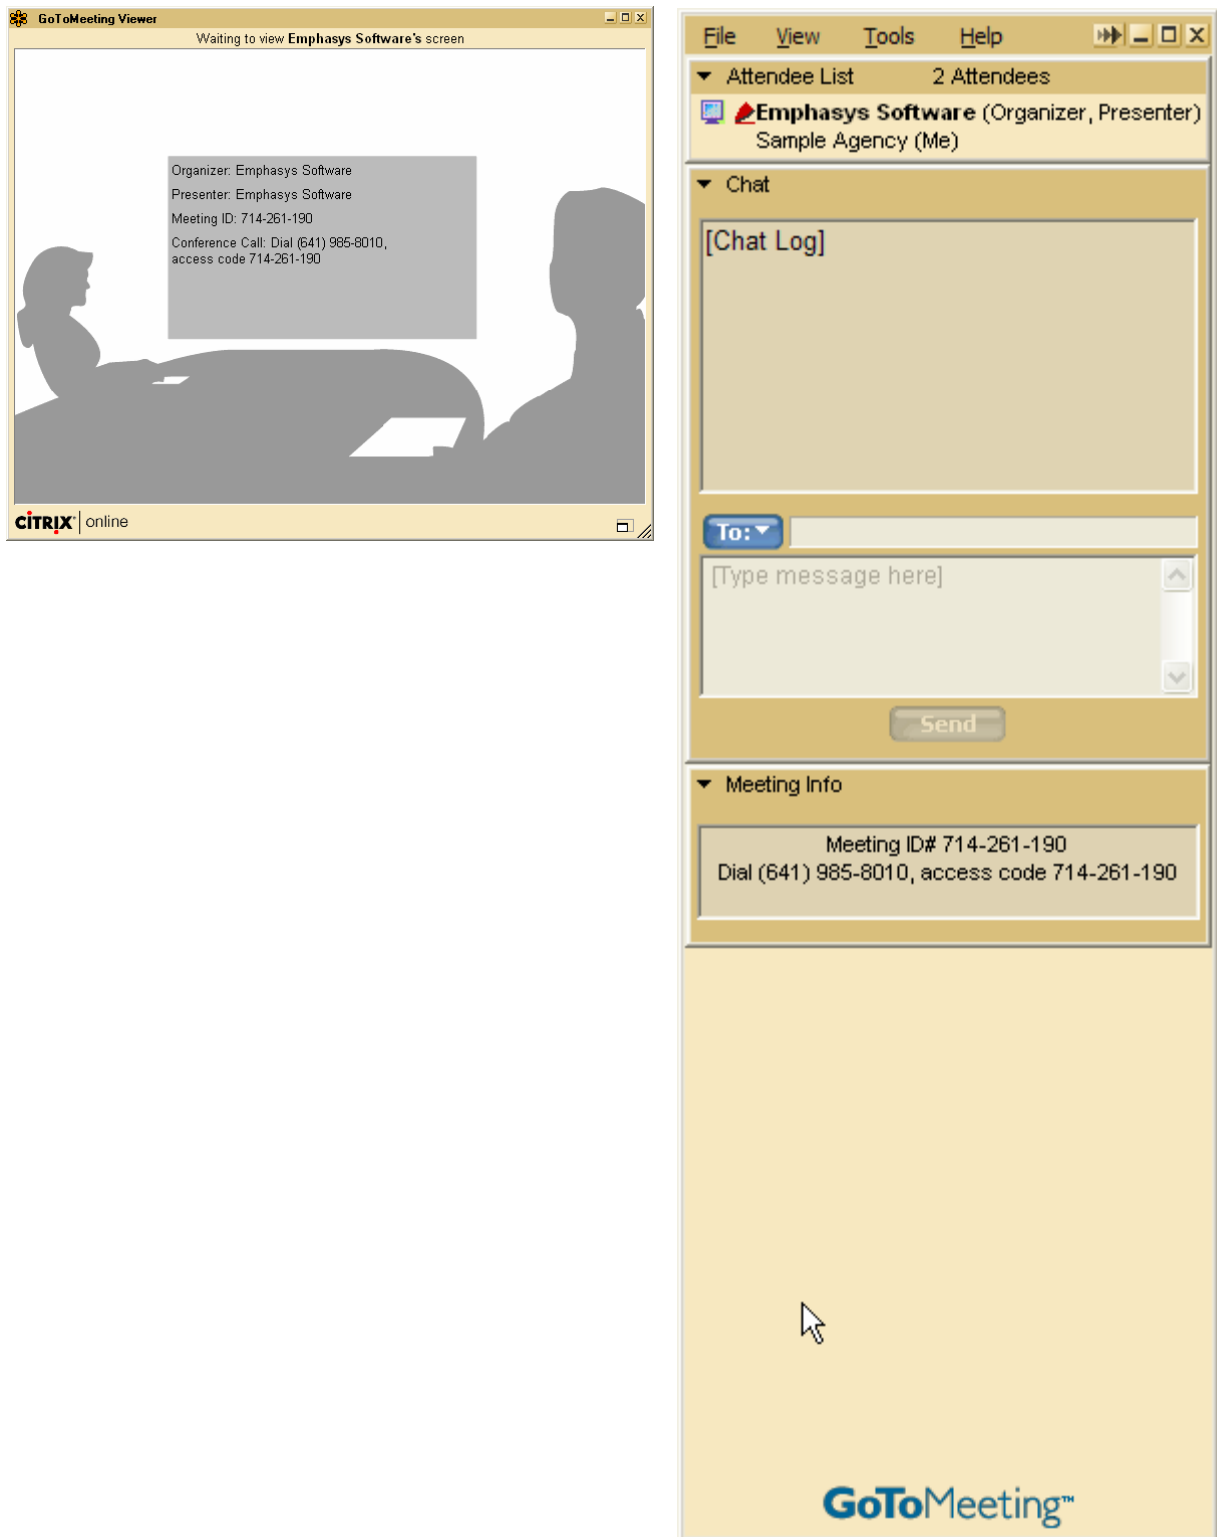 GoToMeeting Viewer
Waiting to view Emphasys Software's screen
Organizer: Emphasys Software
Presenter: Emphasys Software
Meeting ID: 714-261-190
Conference Call: Dial (641) 985-8010,
access code 714-261-190
CiTRIX® online
File View Tools Help
Attendee List 2 Attendees
Emphasys Software (Organizer, Presenter)
Sample Agency (Me)
Chat
[Chat Log]
To:
[Type message here]
Send
Meeting Info
Meeting ID# 714-261-190
Dial (641) 985-8010, access code 714-261-190
GoToMeeting™